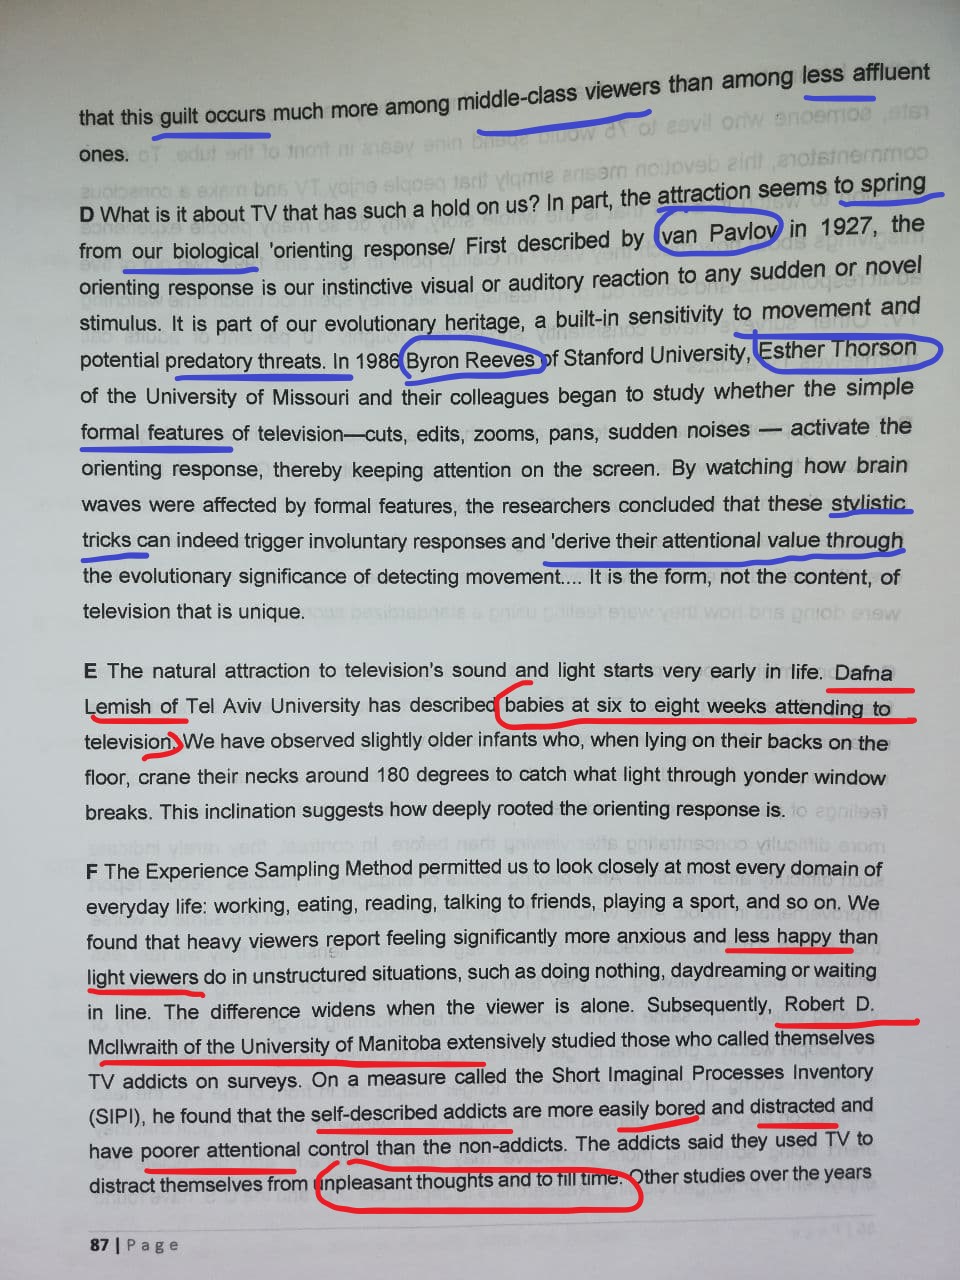 that this guilt occurs much more among middle-class viewers than among less affluent
ones.
D What is it about TV that has such a hold on us? In part, the attraction seems to spring
from our biological 'orienting response/ First described by Ivan Pavlov in 1927, the
orienting response is our instinctive visual or auditory reaction to any sudden or novel
stimulus. It is part of our evolutionary heritage, a built-in sensitivity to movement and
potential predatory threats. In 1986 Byron Reeves of Stanford University, Esther Thorson
of the University of Missouri and their colleagues began to study whether the simple
formal features of television—cuts, edits, zooms, pans, sudden noises — activate the
orienting response, thereby keeping attention on the screen. By watching how brain
waves were affected by formal features, the researchers concluded that these stylistic
tricks can indeed trigger involuntary responses and 'derive their attentional value through
the evolutionary significance of detecting movement.... It is the form, not the content, of
television that is unique.
E The natural attraction to television's sound and light starts very early in life. Dafna
Lemish of Tel Aviv University has described babies at six to eight weeks attending to
television. We have observed slightly older infants who, when lying on their backs on the
floor, crane their necks around 180 degrees to catch what light through yonder window
breaks. This inclination suggests how deeply rooted the orienting response is.
F The Experience Sampling Method permitted us to look closely at most every domain of
everyday life: working, eating, reading, talking to friends, playing a sport, and so on. We
found that heavy viewers report feeling significantly more anxious and less happy than
light viewers do in unstructured situations, such as doing nothing, daydreaming or waiting
in line. The difference widens when the viewer is alone. Subsequently, Robert D.
Mcllwraith of the University of Manitoba extensively studied those who called themselves
TV addicts on surveys. On a measure called the Short Imaginal Processes Inventory
(SIPI), he found that the self-described addicts are more easily bored and distracted and
have poorer attentional control than the non-addicts. The addicts said they used TV to
distract themselves from unpleasant thoughts and to fill time. Other studies over the years
87 | Page